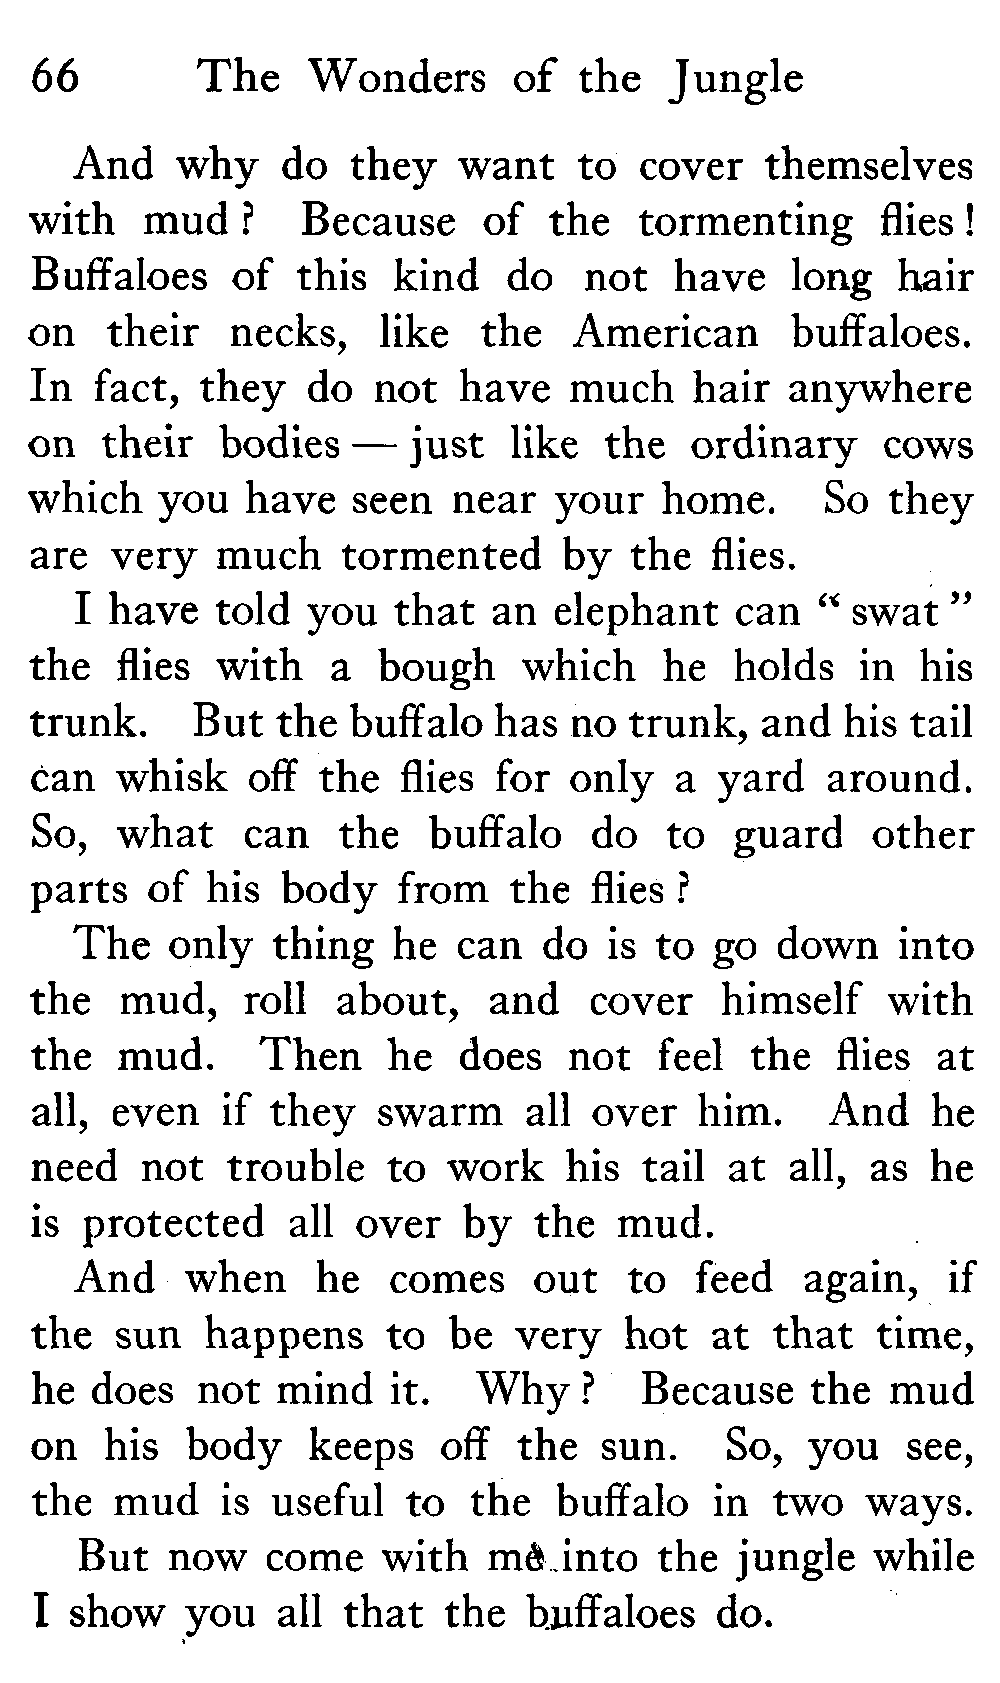 66 The Wonders of the Jungle
And why do they want to cover themselves
with mud? Because of the tormenting flies!
Buffaloes of this kind do not have long hair
on their necks, like the American buffaloes.
In fact, they do not have much hair anywhere
on their bodies — just like the ordinary cows
which you have seen near your home. So they
are very much tormented by the flies.
I have told you that an elephant can "swat"
the flies with a bough which he holds in his
trunk. But the buffalo has no trunk, and his tail
can whisk off the flies for only a yard around.
So, what can the buffalo do to guard other
parts of his body from the flies?
The only thing he can do is to go down into
the mud, roll about, and cover himself with
the mud. Then he does not feel the flies at
all, even if they swarm all over him. And he
need not trouble to work his tail at all, as he
is protected all over by the mud.
And when he comes out to feed again, if
the sun happens to be very hot at that time,
he does not mind it. Why? Because the mud
on his body keeps off the sun. So, you see,
the mud is useful to the buffalo in two ways.
But now come with me into the jungle while
I show you all that the buffaloes do.